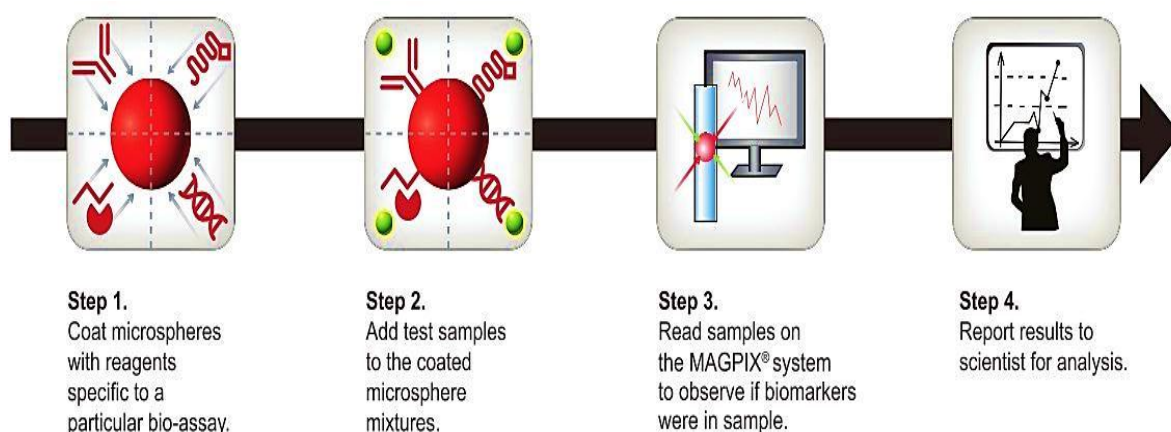 Step 1.
Coat microspheres
with reagents
specific to a
particular bio-assay.
Step 2.
Add test samples
to the coated
microsphere
mixtures.
Step 3.
Read samples on
the MAGPIX® system
to observe if biomarkers
were in sample.
Step 4.
Report results to
scientist for analysis.